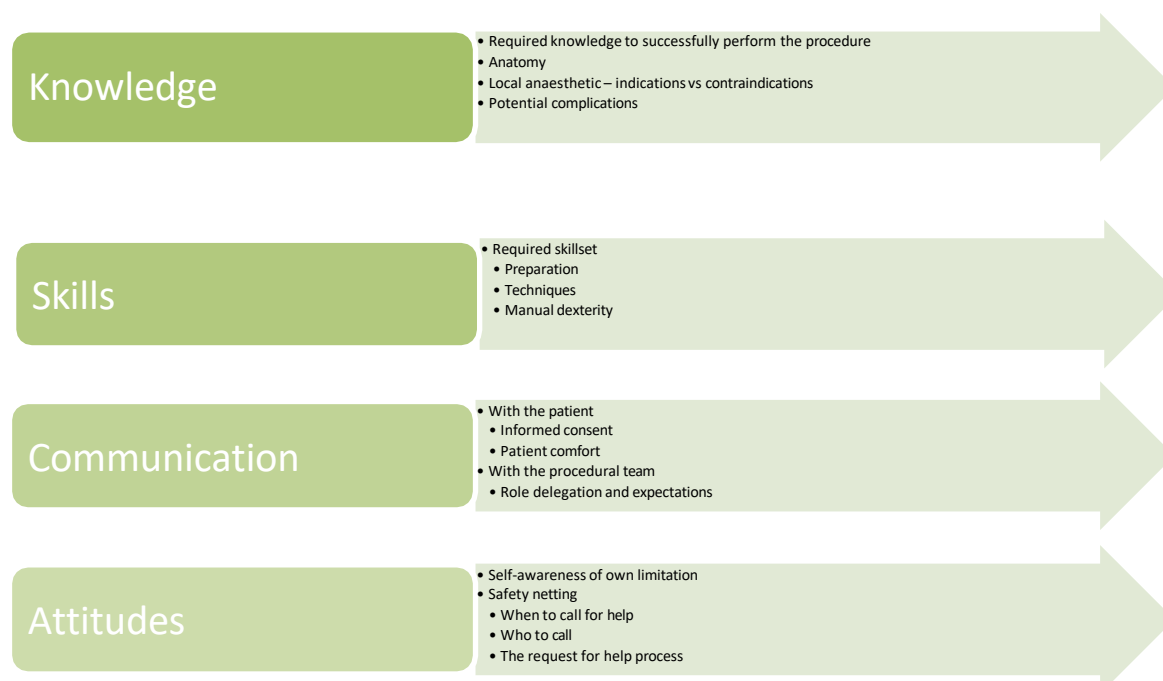 Knowledge
• Required knowledge to successfully perform the procedure
• Anatomy
• Local anaesthetic – indications vs contraindications
• Potential complications
Skills
• Required skillset
• Preparation
• Techniques
• Manual dexterity
Communication
• With the patient
• Informed consent
• Patient comfort
• With the procedural team
• Role delegation and expectations
Attitudes
• Self-awareness of own limitation
• Safety netting
• When to call for help
• Who to call
• The request for help process